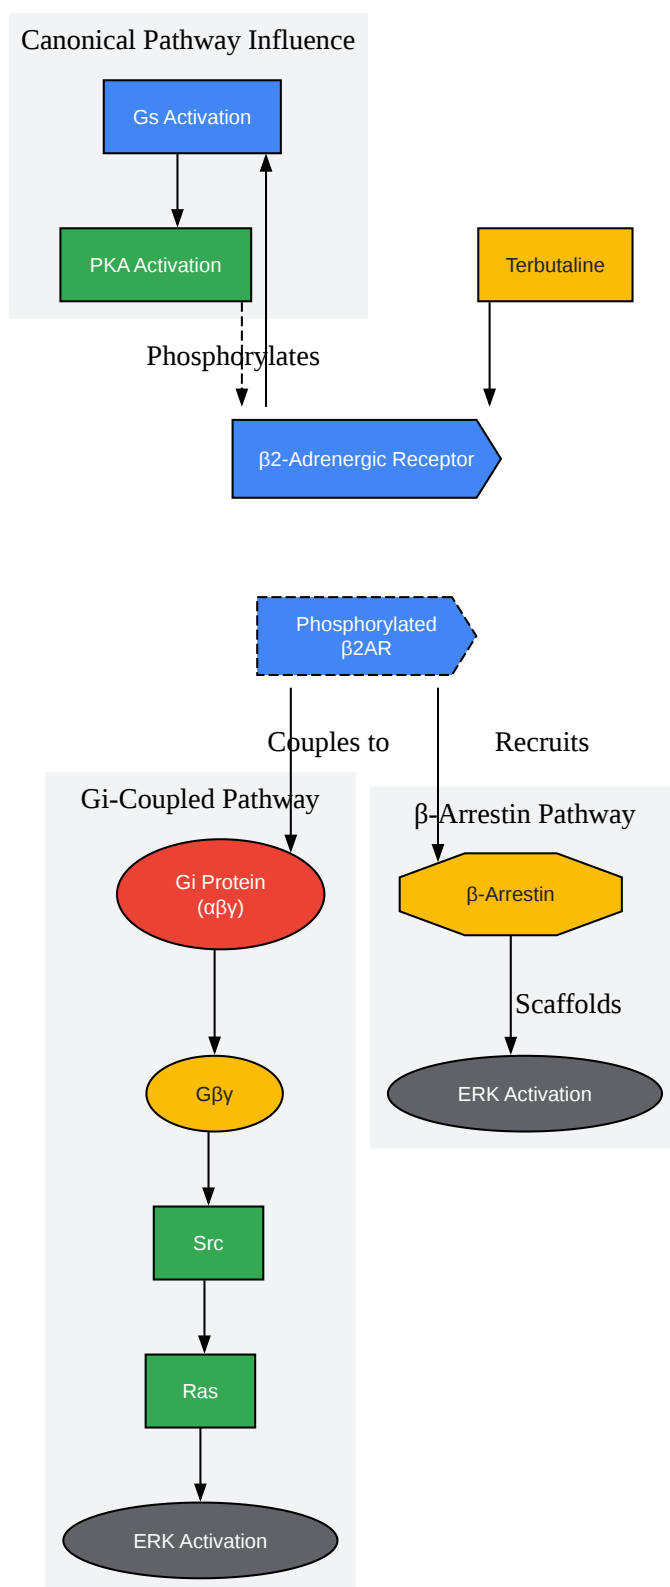 Canonical Pathway Influence
Gs Activation
PKA Activation
Terbutaline
Phosphorylates
β2-Adrenergic Receptor
Phosphorylated
β2AR
Couples to
Recruits
Gi-Coupled Pathway
β-Arrestin Pathway
Gi Protein
(αβγ)
β-Arrestin
Scaffolds
Gβγ
ERK Activation
Src
Ras
ERK Activation